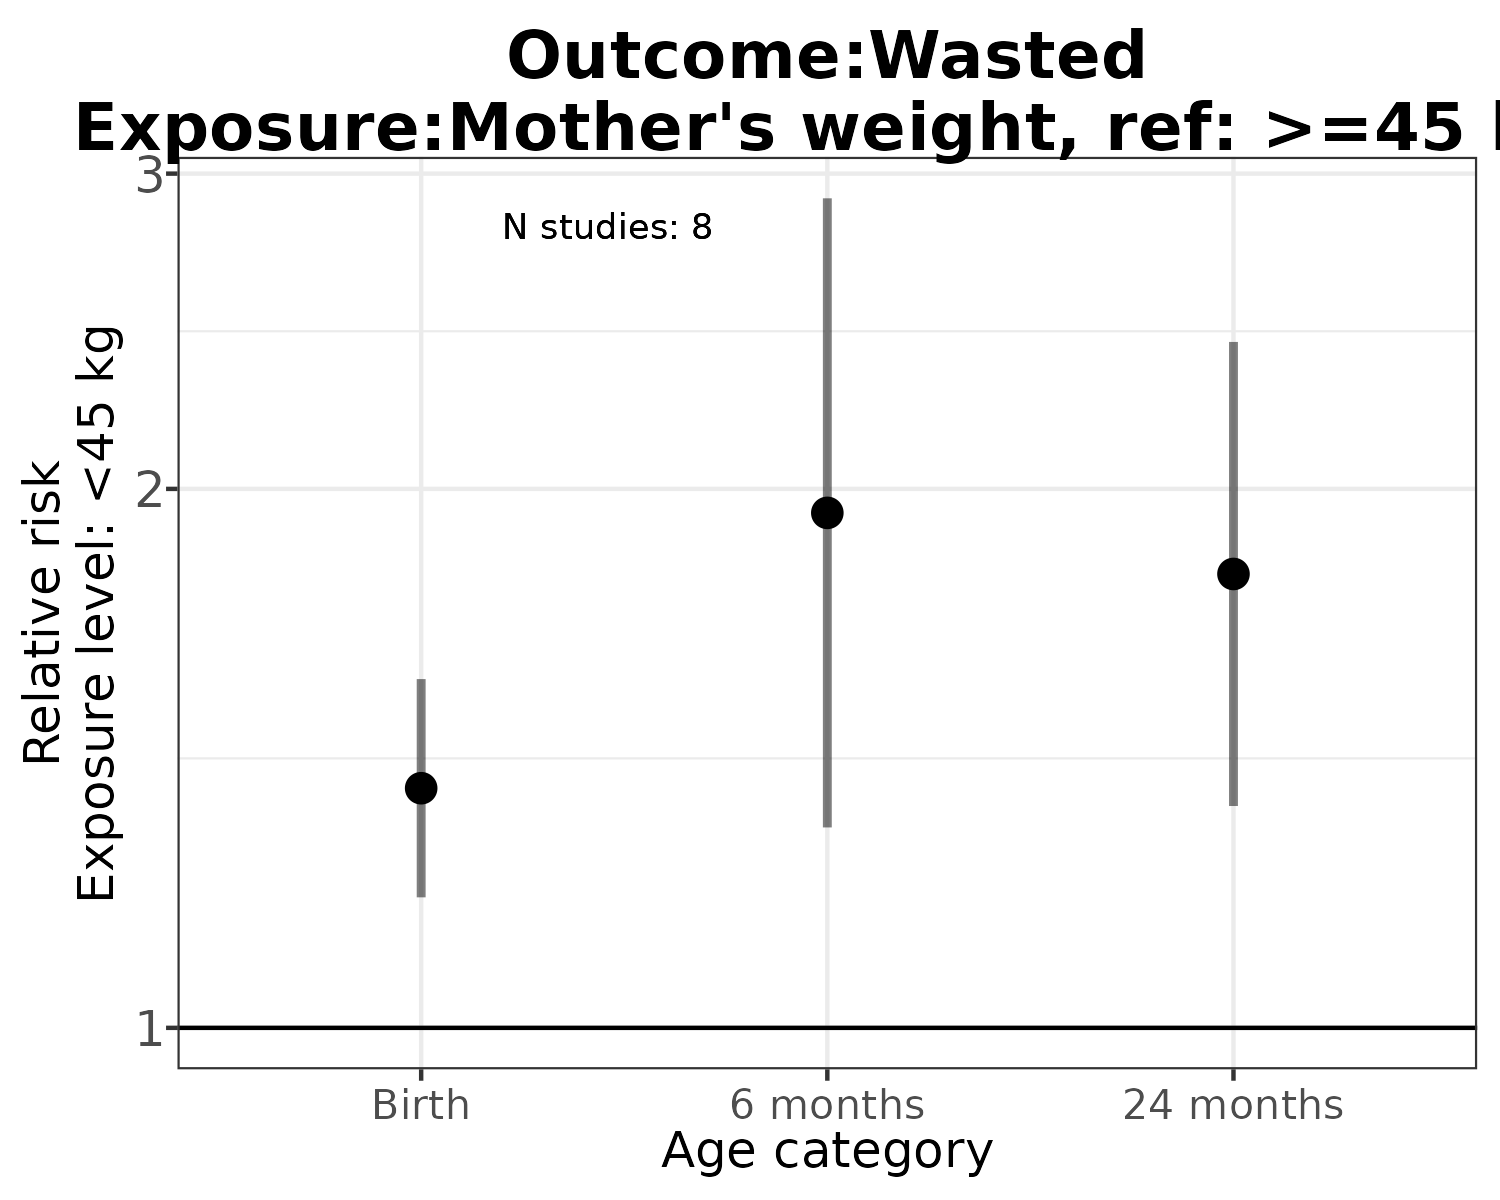 Outcome:Wasted
Exposure:Mother's weight, ref: >=45
N studies: 8
3
2
1
Relative risk
Exposure level: <45 kg
Birth
6 months
24 months
Age category